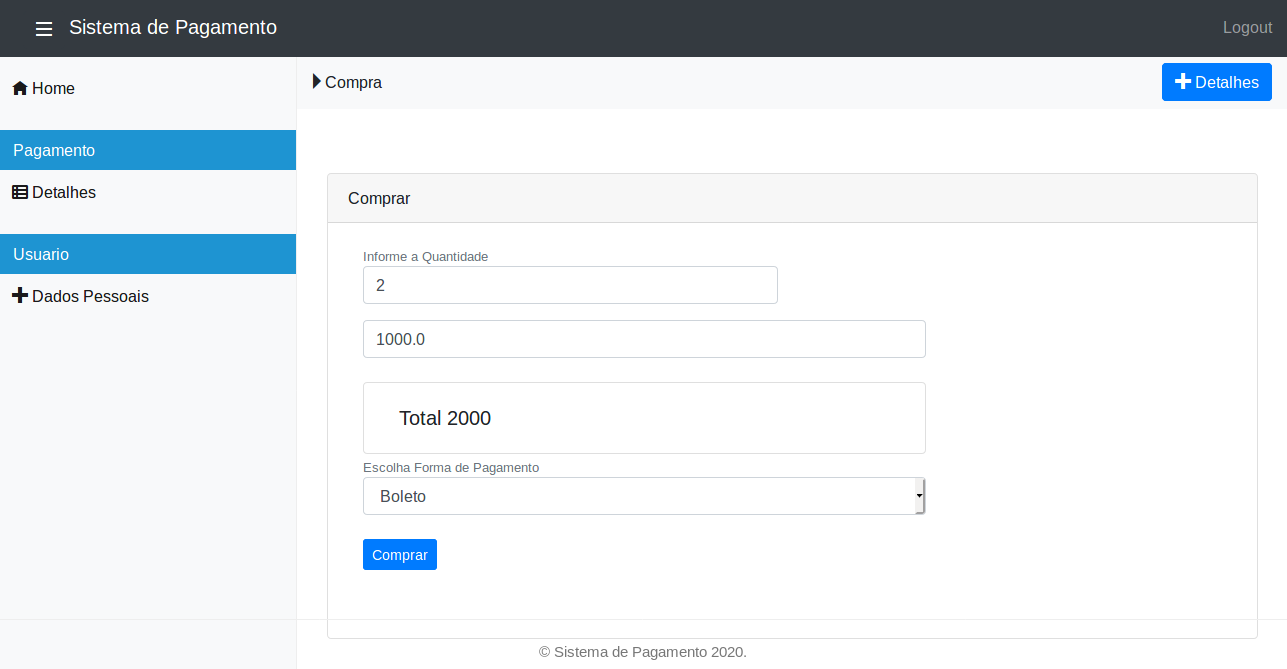 Sistema de Pagamento
Logout
Home
Compra
Detalhes
Pagamento
Detalhes
Usuario
Dados Pessoais
Comprar
Informe a Quantidade
2
1000.0
Total 2000
Escolha Forma de Pagamento
Boleto
Comprar
© Sistema de Pagamento 2020.